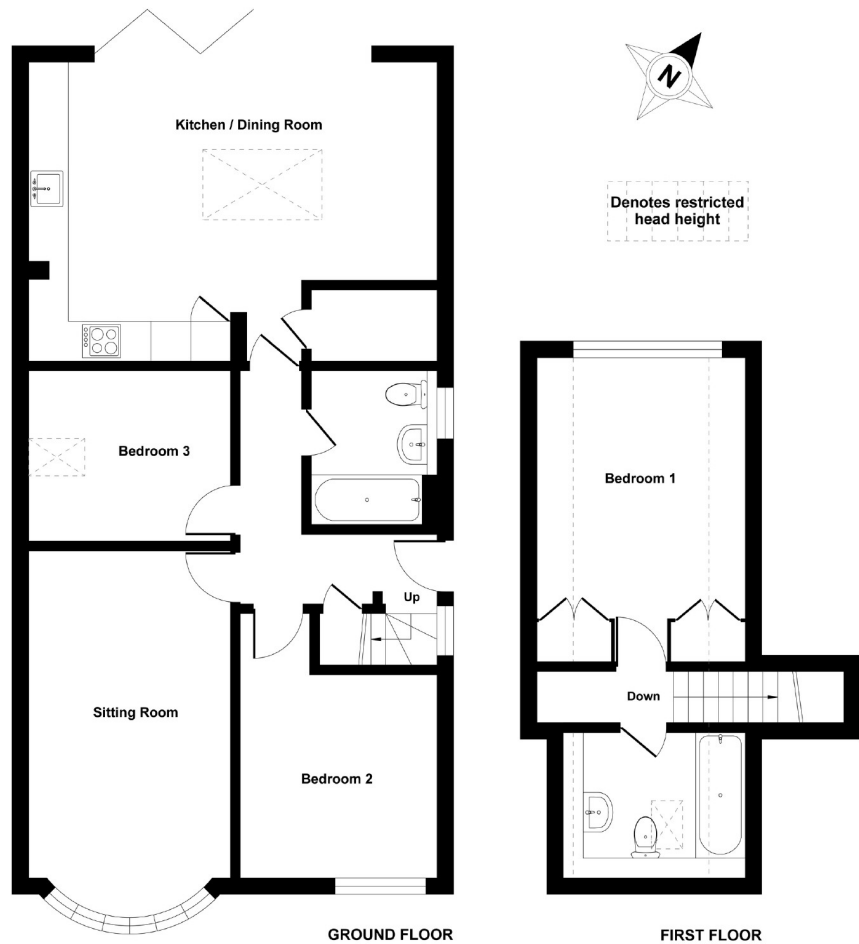 Kitchen / Dining Room
N
Denotes restricted
head height
Bedroom 3
Bedroom 1
Up
Sitting Room
Down
Bedroom 2
GROUND FLOOR
FIRST FLOOR